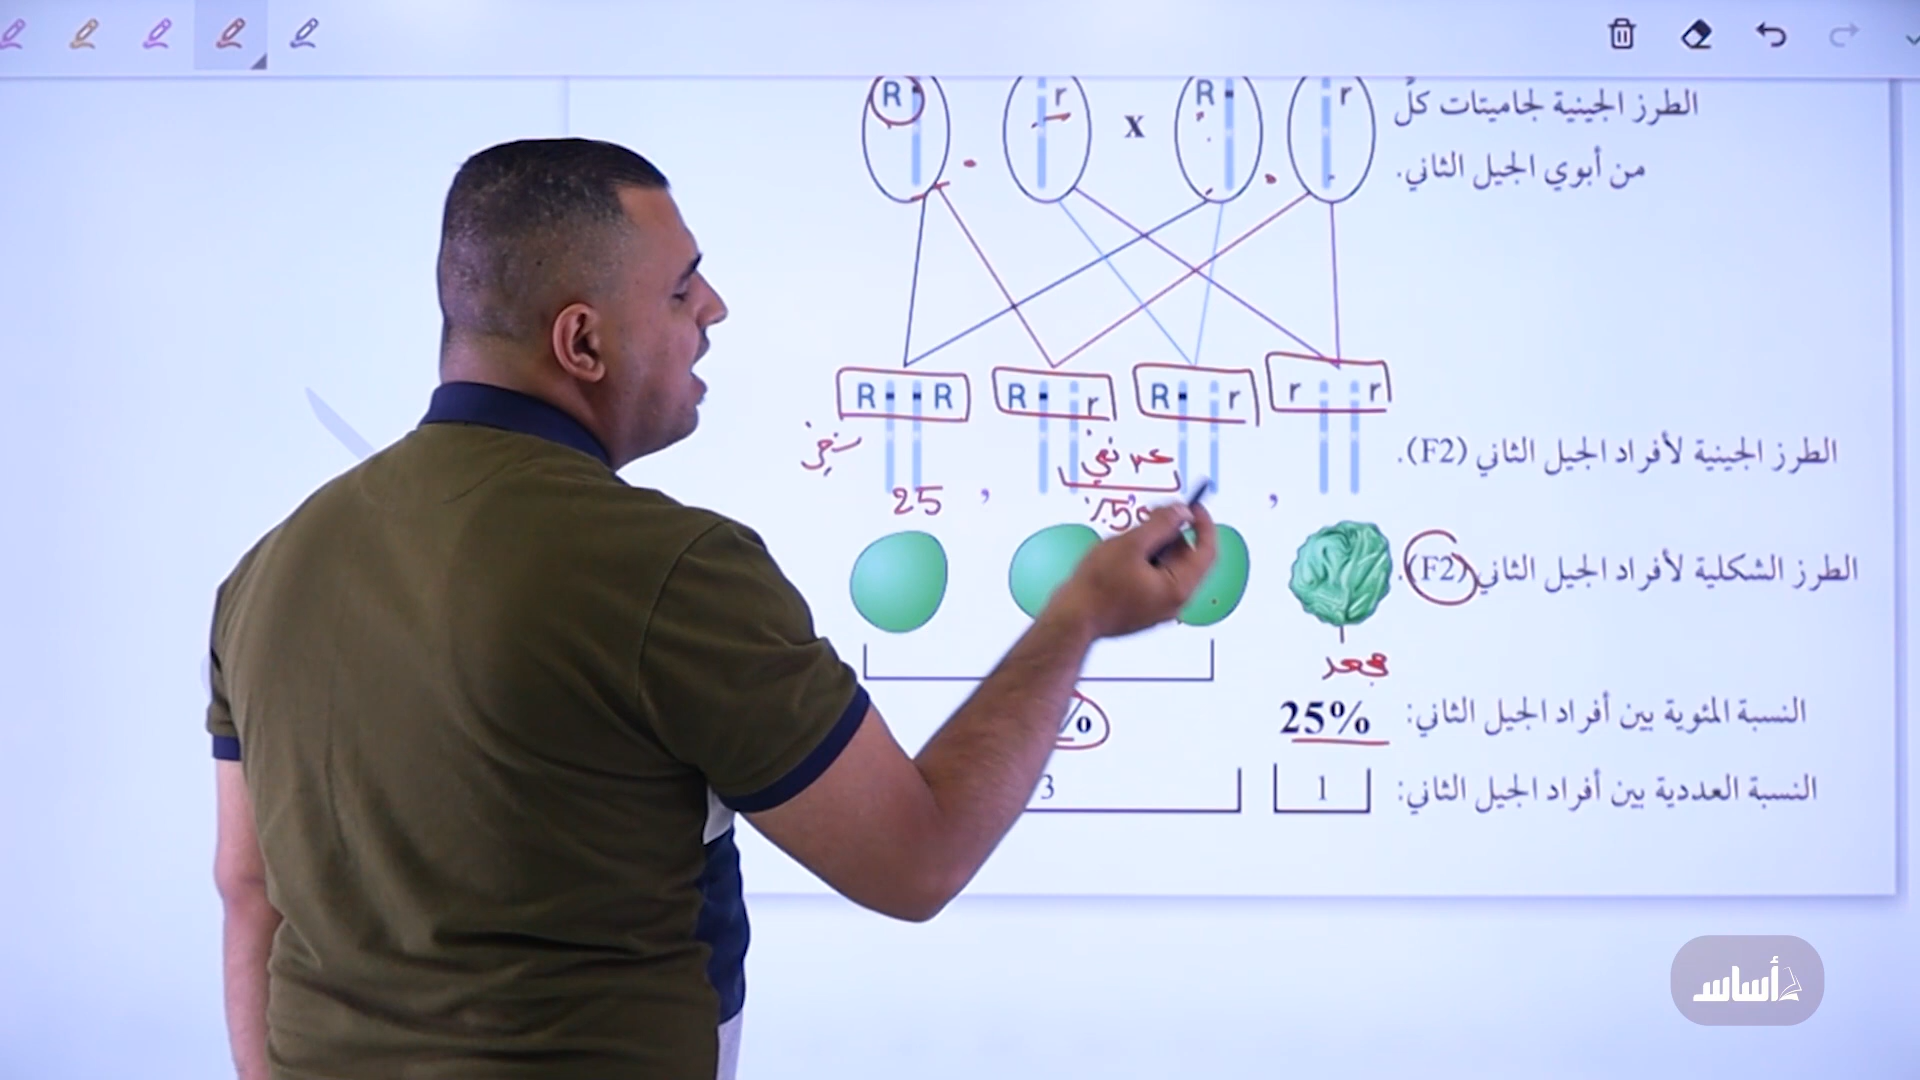 R r x R r الطرز الجينية لجاميتات كلّ
من أبوي الجيل الثاني.
R R R r R r r r
الطرز الجينية لأفراد الجيل الثاني (F2).
25 , ,
الطرز الشكلية لأفراد الجيل الثاني (F2).
مجعد
% 25% النسبة المئوية بين أفراد الجيل الثاني:
3 1 النسبة العددية بين أفراد الجيل الثاني:
أساس